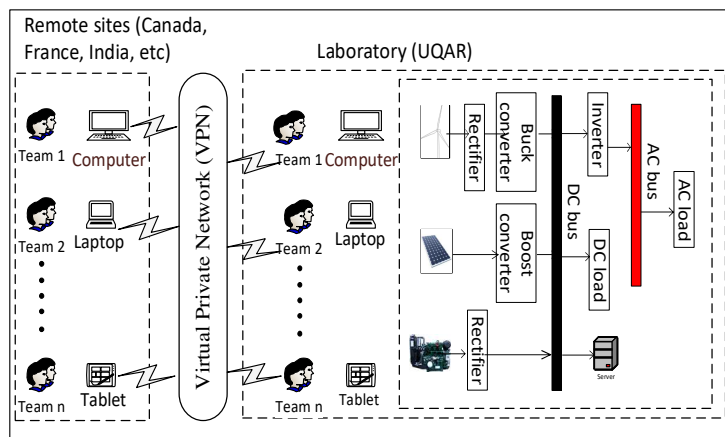 Remote sites (Canada,
France, India, etc)
Laboratory (UQAR)
Team 1
Computer
Team 2
Laptop
Team n
Tablet
Virtual Private Network (VPN)
Team 1
Computer
Team 2
Laptop
Team n
Tablet
Rectifier
Buck
converter
Inverter
AC bus
AC load
DC bus
Boost
converter
DC load
Rectifier
Server